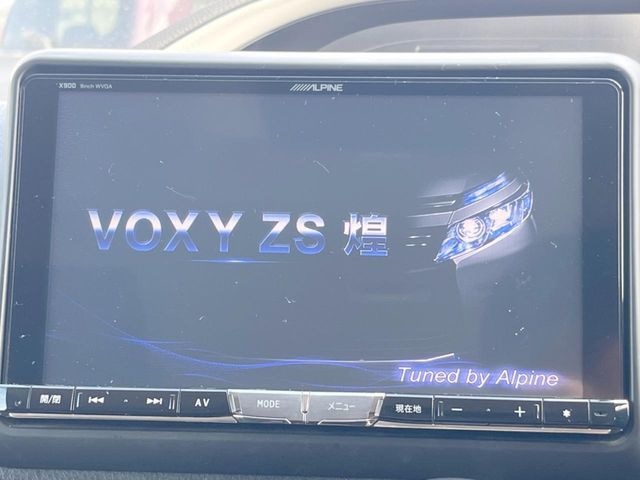 X900 9inch WVGA
ALPINE
VOXY ZS 煌
Tuned by Alpine
開/閉 AV MODE メニュー 現在地 − +